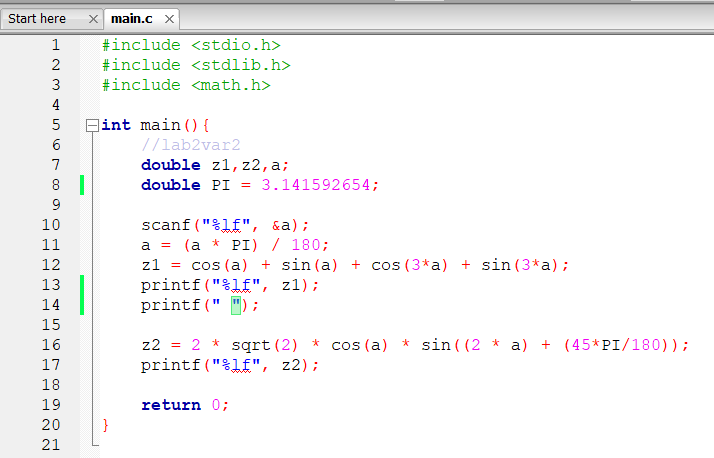 Start here × main.c ×
1 #include <stdio.h>
2 #include <stdlib.h>
3 #include <math.h>
4
5 int main(){
6 //lab2var2
7 double z1,z2,a;
8 double PI = 3.141592654;
9
10 scanf("%lf", &a);
11 a = (a * PI) / 180;
12 z1 = cos(a) + sin(a) + cos(3*a) + sin(3*a);
13 printf("%lf", z1);
14 printf(" ");
15
16 z2 = 2 * sqrt(2) * cos(a) * sin((2 * a) + (45*PI/180));
17 printf("%lf", z2);
18
19 return 0;
20 }
21